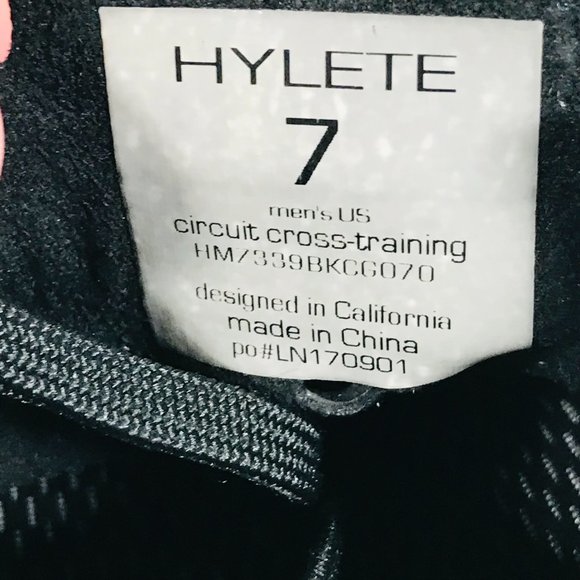 HYLETE
7
men's US
circuit cross-training
HM7339BKCG070
designed in California
made in China
po#LN170901